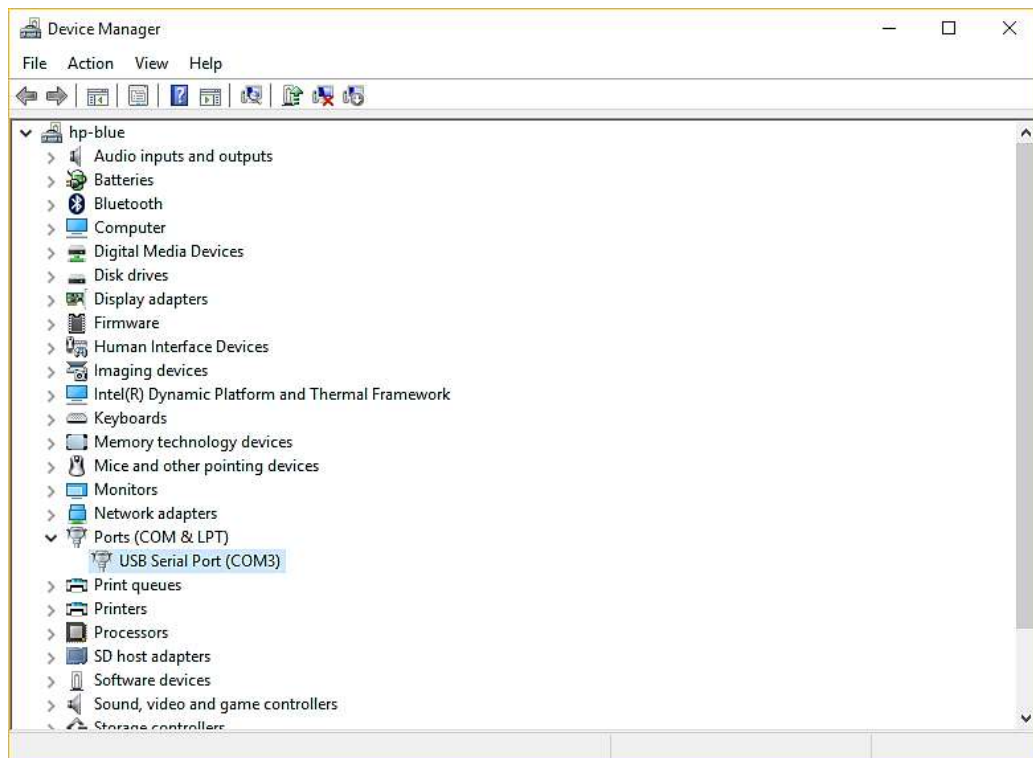 Device Manager
File Action View Help
hp-blue
Audio inputs and outputs
Batteries
Bluetooth
Computer
Digital Media Devices
Disk drives
Display adapters
Firmware
Human Interface Devices
Imaging devices
Intel(R) Dynamic Platform and Thermal Framework
Keyboards
Memory technology devices
Mice and other pointing devices
Monitors
Network adapters
Ports (COM & LPT)
USB Serial Port (COM3)
Print queues
Printers
Processors
SD host adapters
Software devices
Sound, video and game controllers
Storage controllers